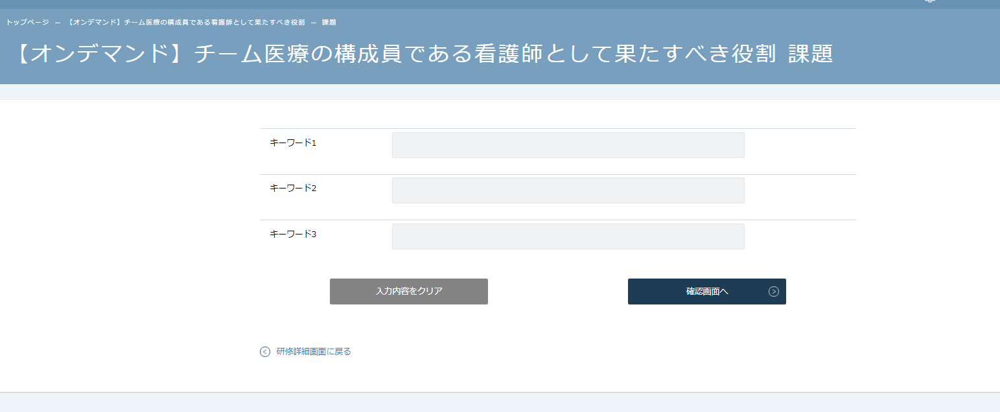 トップページ － 【オンデマンド】チーム医療の構成員である看護師として果たすべき役割 － 課題
【オンデマンド】チーム医療の構成員である看護師として果たすべき役割 課題
キーワード1
キーワード2
キーワード3
入力内容をクリア
確認画面へ
研修詳細画面に戻る